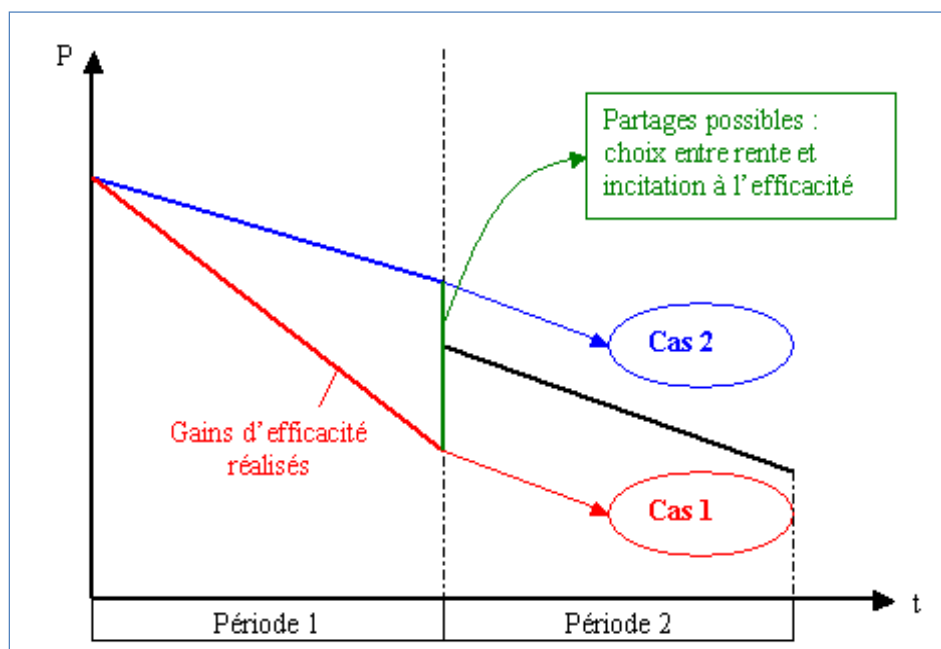 P
Partages possibles :
choix entre rente et
incitation à l'efficacité
Cas 2
Gains d'efficacité
réalisés
Cas 1
t
Période 1
Période 2